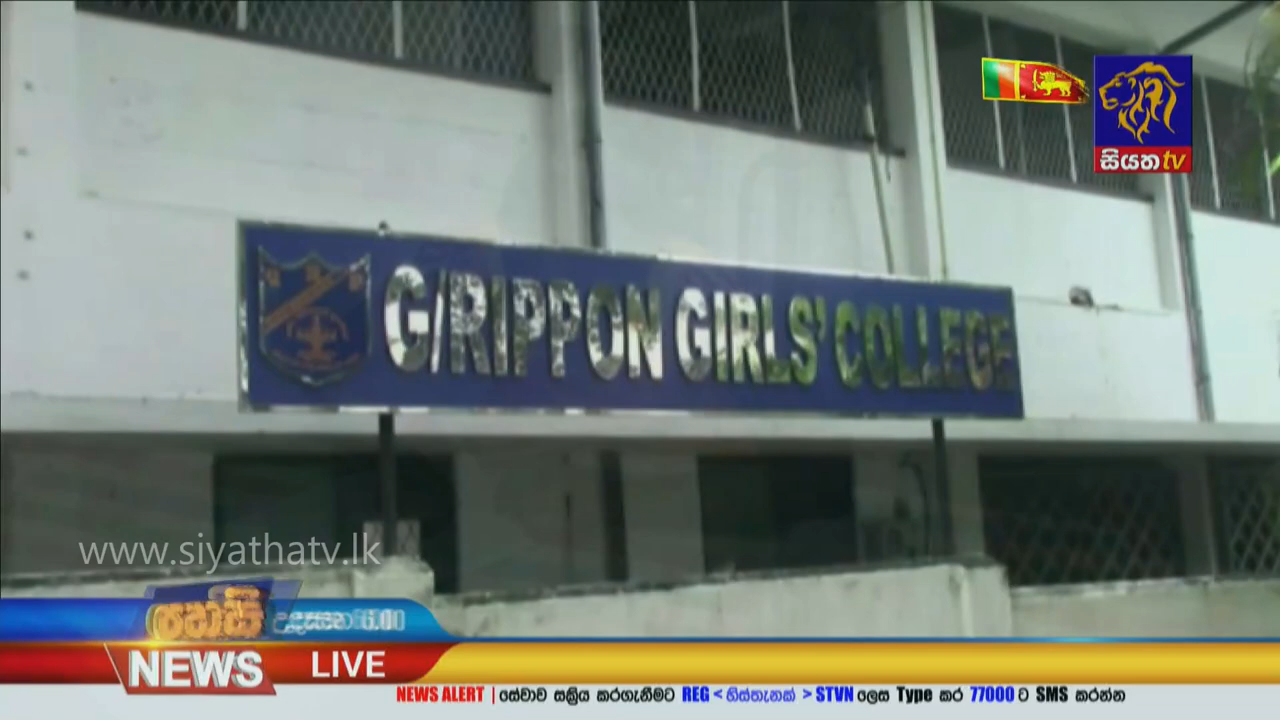 සියත tv
G/RIPPON GIRLS' COLLEGE
www.siyathatv.lk
NEWS LIVE
NEWS ALERT | සේවාව සක්‍රිය කරගැනීමට REG < හිස්තැනක් > STVN ලෙස Type කර 77000 ට SMS කරන්න